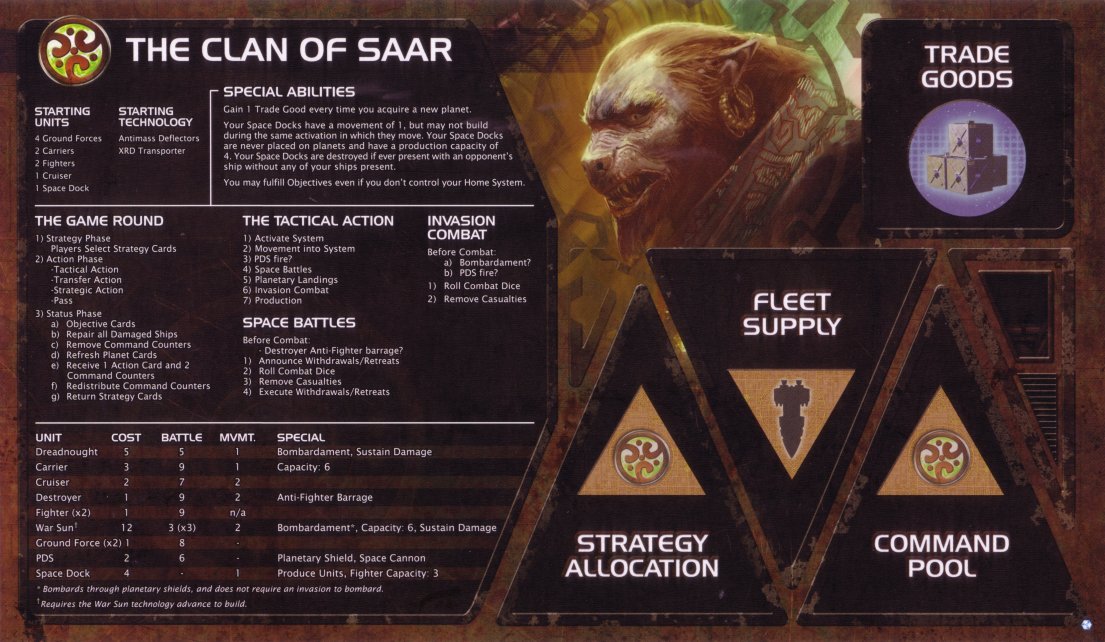 THE CLAN OF SAAR
STARTING
UNITS
4 Ground Forces
2 Carriers
2 Fighters
1 Cruiser
1 Space Dock
STARTING
TECHNOLOGY
Antimass Deflectors
XRD Transporter
SPECIAL ABILITIES
Gain 1 Trade Good every time you acquire a new planet.
Your Space Docks have a movement of 1, but may not build
during the same activation in which they move. Your Space Docks
are never placed on planets and have a production capacity of
4. Your Space Docks are destroyed if ever present with an opponent's
ship without any of your ships present.
You may fulfill Objectives even if you don't control your Home System.
THE GAME ROUND
1) Strategy Phase
Players Select Strategy Cards
2) Action Phase
-Tactical Action
-Transfer Action
-Strategic Action
-Pass
3) Status Phase
a) Objective Cards
b) Repair all Damaged Ships
c) Remove Command Counters
d) Refresh Planet Cards
e) Receive 1 Action Card and 2
Command Counters
f) Redistribute Command Counters
g) Return Strategy Cards
THE TACTICAL ACTION
1) Activate System
2) Movement into System
3) PDS fire?
4) Space Battles
5) Planetary Landings
6) Invasion Combat
7) Production
SPACE BATTLES
Before Combat:
- Destroyer Anti-Fighter barrage?
1) Announce Withdrawals/Retreats
2) Roll Combat Dice
3) Remove Casualties
4) Execute Withdrawals/Retreats
INVASION
COMBAT
Before Combat:
a) Bombardment?
b) PDS fire?
1) Roll Combat Dice
2) Remove Casualties
UNIT COST BATTLE MVMT. SPECIAL
Dreadnought 5 5 1 Bombardment, Sustain Damage
Carrier 3 9 1 Capacity: 6
Cruiser 2 7 2
Destroyer 1 9 2 Anti-Fighter Barrage
Fighter (x2) 1 9 n/a
War Sun† 12 3 (x3) 2 Bombardment*, Capacity: 6, Sustain Damage
Ground Force (x2) 1 8 -
PDS 2 6 - Planetary Shield, Space Cannon
Space Dock 4 - 1 Produce Units, Fighter Capacity: 3
* Bombards through planetary shields, and does not require an invasion to bombard.
†Requires the War Sun technology advance to build.
TRADE
GOODS
FLEET
SUPPLY
STRATEGY
ALLOCATION
COMMAND
POOL